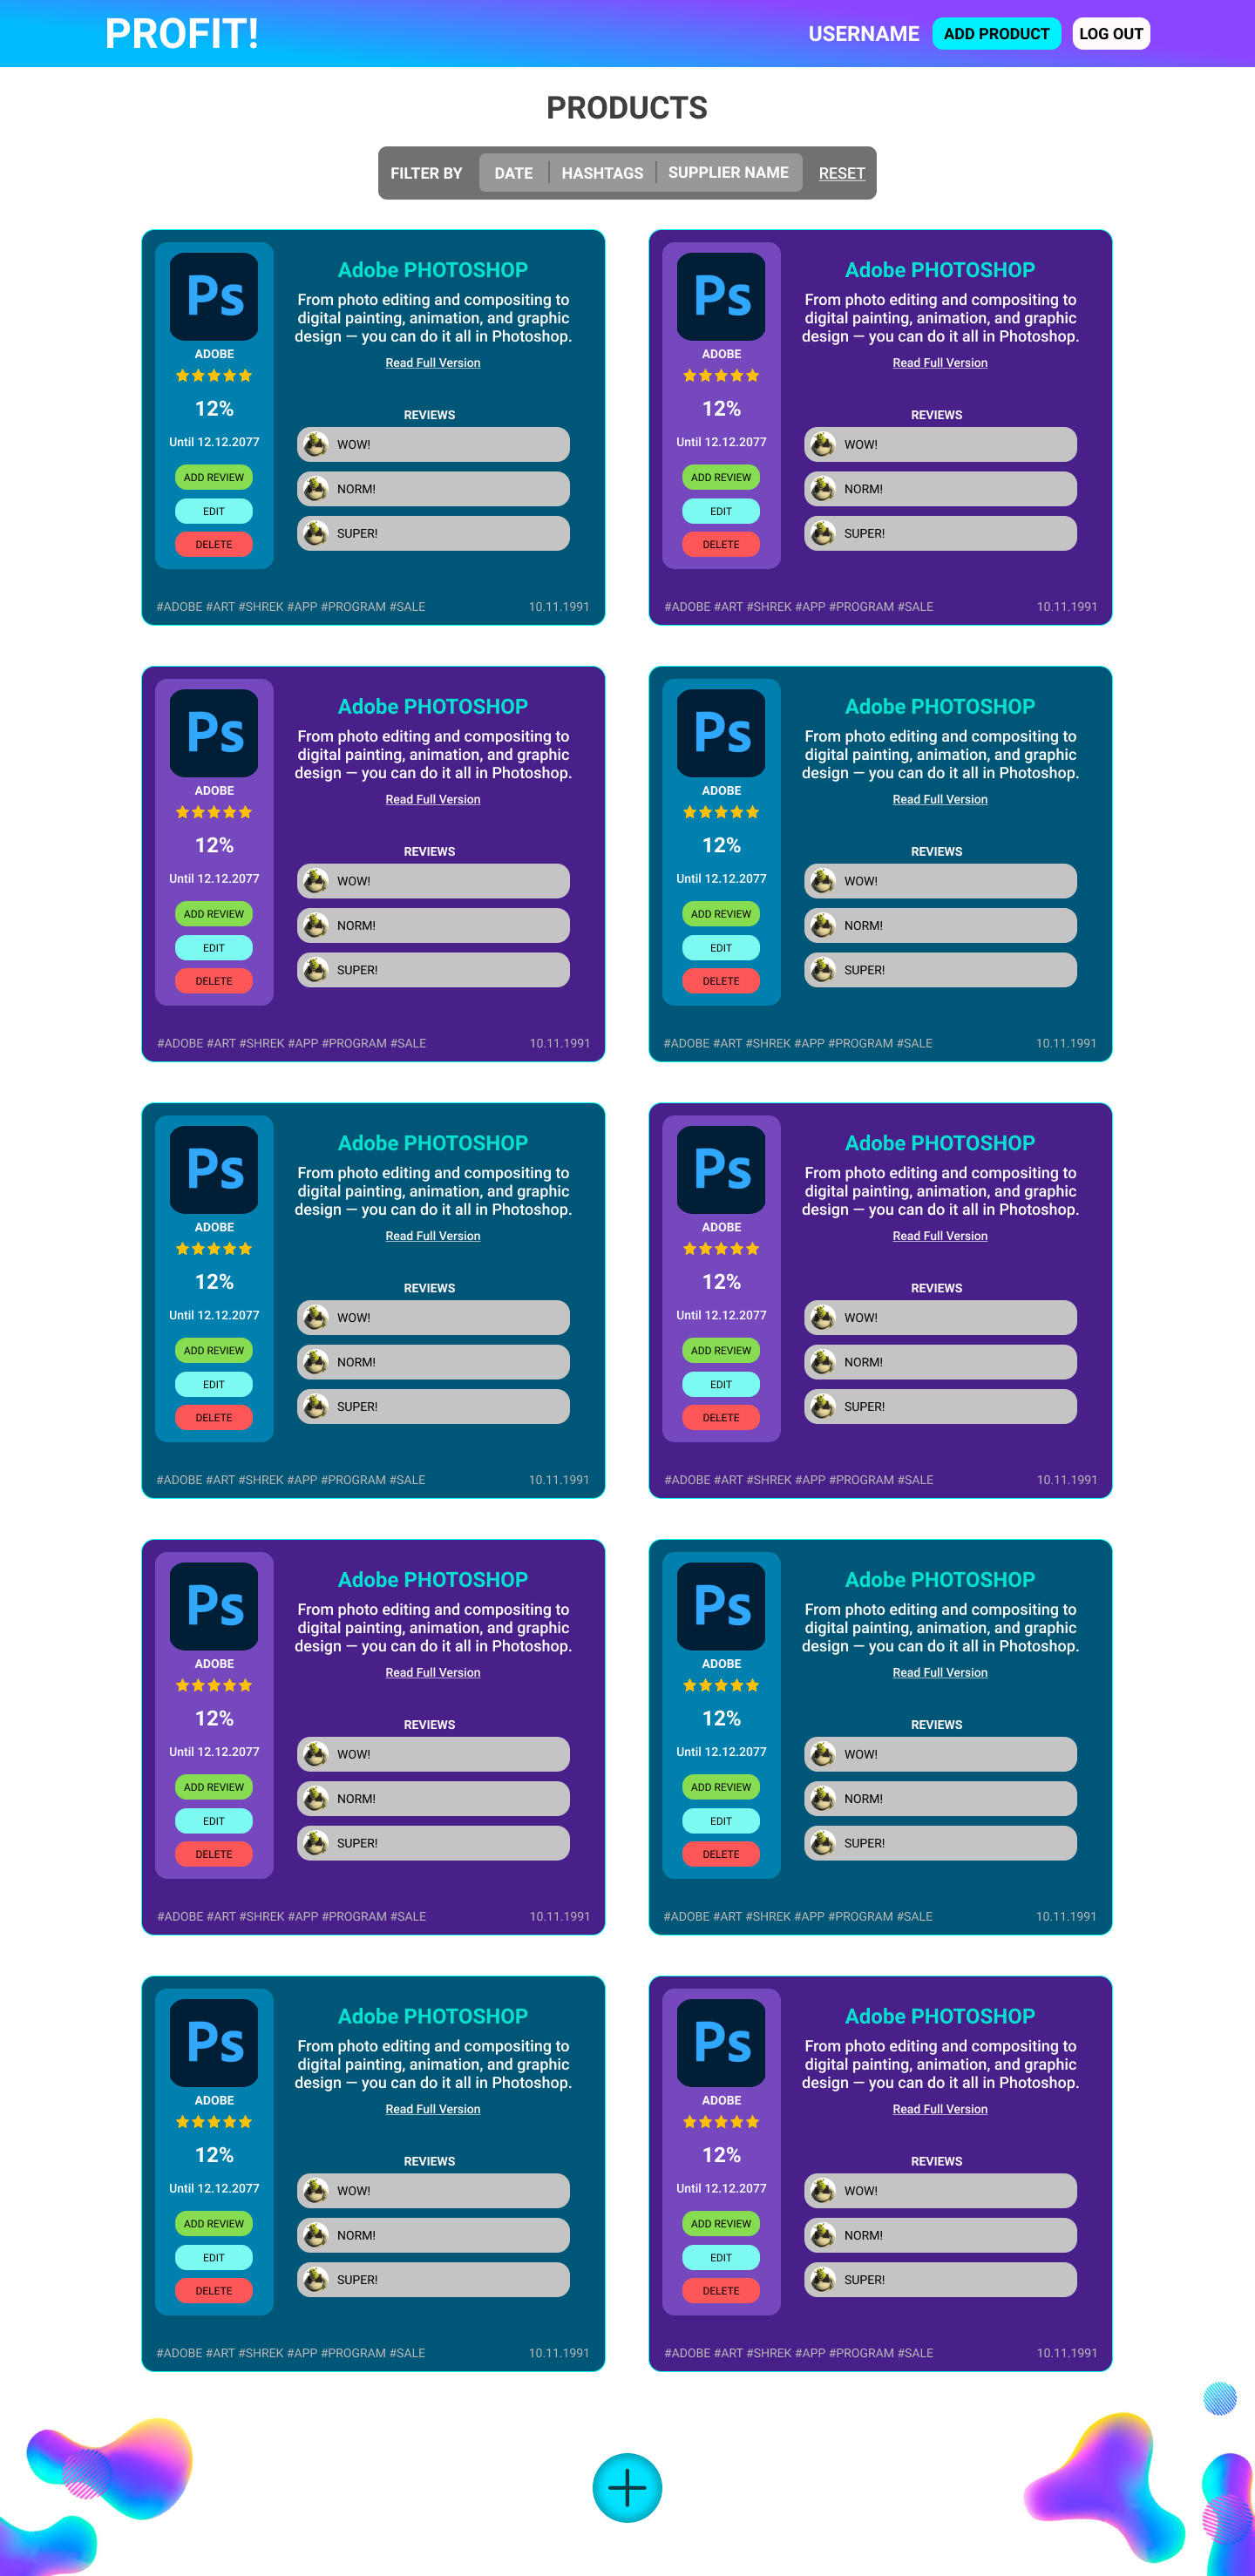 PROFIT!
USERNAME
ADD PRODUCT
LOG OUT
PRODUCTS
FILTER BY
DATE
HASHTAGS
SUPPLIER NAME
RESET
Ps
ADOBE
12%
Until 12.12.2077
ADD REVIEW
EDIT
DELETE
Adobe PHOTOSHOP
From photo editing and compositing to
digital painting, animation, and graphic
design — you can do it all in Photoshop.
Read Full Version
REVIEWS
WOW!
NORM!
SUPER!
#ADOBE #ART #SHREK #APP #PROGRAM #SALE
10.11.1991
Ps
ADOBE
12%
Until 12.12.2077
ADD REVIEW
EDIT
DELETE
Adobe PHOTOSHOP
From photo editing and compositing to
digital painting, animation, and graphic
design — you can do it all in Photoshop.
Read Full Version
REVIEWS
WOW!
NORM!
SUPER!
#ADOBE #ART #SHREK #APP #PROGRAM #SALE
10.11.1991
Ps
ADOBE
12%
Until 12.12.2077
ADD REVIEW
EDIT
DELETE
Adobe PHOTOSHOP
From photo editing and compositing to
digital painting, animation, and graphic
design — you can do it all in Photoshop.
Read Full Version
REVIEWS
WOW!
NORM!
SUPER!
#ADOBE #ART #SHREK #APP #PROGRAM #SALE
10.11.1991
Ps
ADOBE
12%
Until 12.12.2077
ADD REVIEW
EDIT
DELETE
Adobe PHOTOSHOP
From photo editing and compositing to
digital painting, animation, and graphic
design — you can do it all in Photoshop.
Read Full Version
REVIEWS
WOW!
NORM!
SUPER!
#ADOBE #ART #SHREK #APP #PROGRAM #SALE
10.11.1991
Ps
ADOBE
12%
Until 12.12.2077
ADD REVIEW
EDIT
DELETE
Adobe PHOTOSHOP
From photo editing and compositing to
digital painting, animation, and graphic
design — you can do it all in Photoshop.
Read Full Version
REVIEWS
WOW!
NORM!
SUPER!
#ADOBE #ART #SHREK #APP #PROGRAM #SALE
10.11.1991
Ps
ADOBE
12%
Until 12.12.2077
ADD REVIEW
EDIT
DELETE
Adobe PHOTOSHOP
From photo editing and compositing to
digital painting, animation, and graphic
design — you can do it all in Photoshop.
Read Full Version
REVIEWS
WOW!
NORM!
SUPER!
#ADOBE #ART #SHREK #APP #PROGRAM #SALE
10.11.1991
Ps
ADOBE
12%
Until 12.12.2077
ADD REVIEW
EDIT
DELETE
Adobe PHOTOSHOP
From photo editing and compositing to
digital painting, animation, and graphic
design — you can do it all in Photoshop.
Read Full Version
REVIEWS
WOW!
NORM!
SUPER!
#ADOBE #ART #SHREK #APP #PROGRAM #SALE
10.11.1991
Ps
ADOBE
12%
Until 12.12.2077
ADD REVIEW
EDIT
DELETE
Adobe PHOTOSHOP
From photo editing and compositing to
digital painting, animation, and graphic
design — you can do it all in Photoshop.
Read Full Version
REVIEWS
WOW!
NORM!
SUPER!
#ADOBE #ART #SHREK #APP #PROGRAM #SALE
10.11.1991
Ps
ADOBE
12%
Until 12.12.2077
ADD REVIEW
EDIT
DELETE
Adobe PHOTOSHOP
From photo editing and compositing to
digital painting, animation, and graphic
design — you can do it all in Photoshop.
Read Full Version
REVIEWS
WOW!
NORM!
SUPER!
#ADOBE #ART #SHREK #APP #PROGRAM #SALE
10.11.1991
Ps
ADOBE
12%
Until 12.12.2077
ADD REVIEW
EDIT
DELETE
Adobe PHOTOSHOP
From photo editing and compositing to
digital painting, animation, and graphic
design — you can do it all in Photoshop.
Read Full Version
REVIEWS
WOW!
NORM!
SUPER!
#ADOBE #ART #SHREK #APP #PROGRAM #SALE
10.11.1991